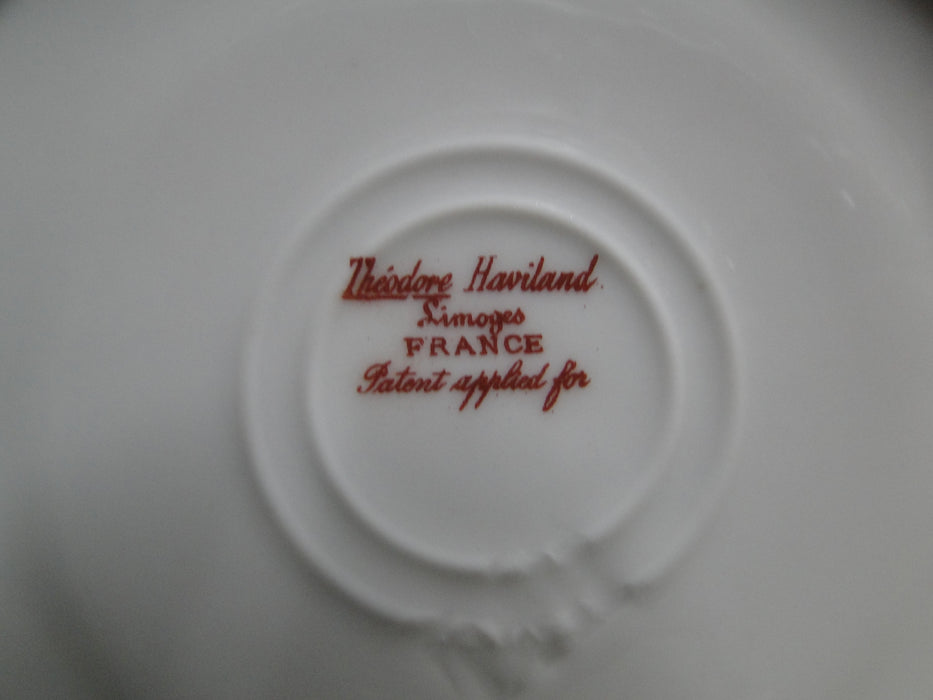 Théodore Haviland
Limoges
FRANCE
Patent applied for